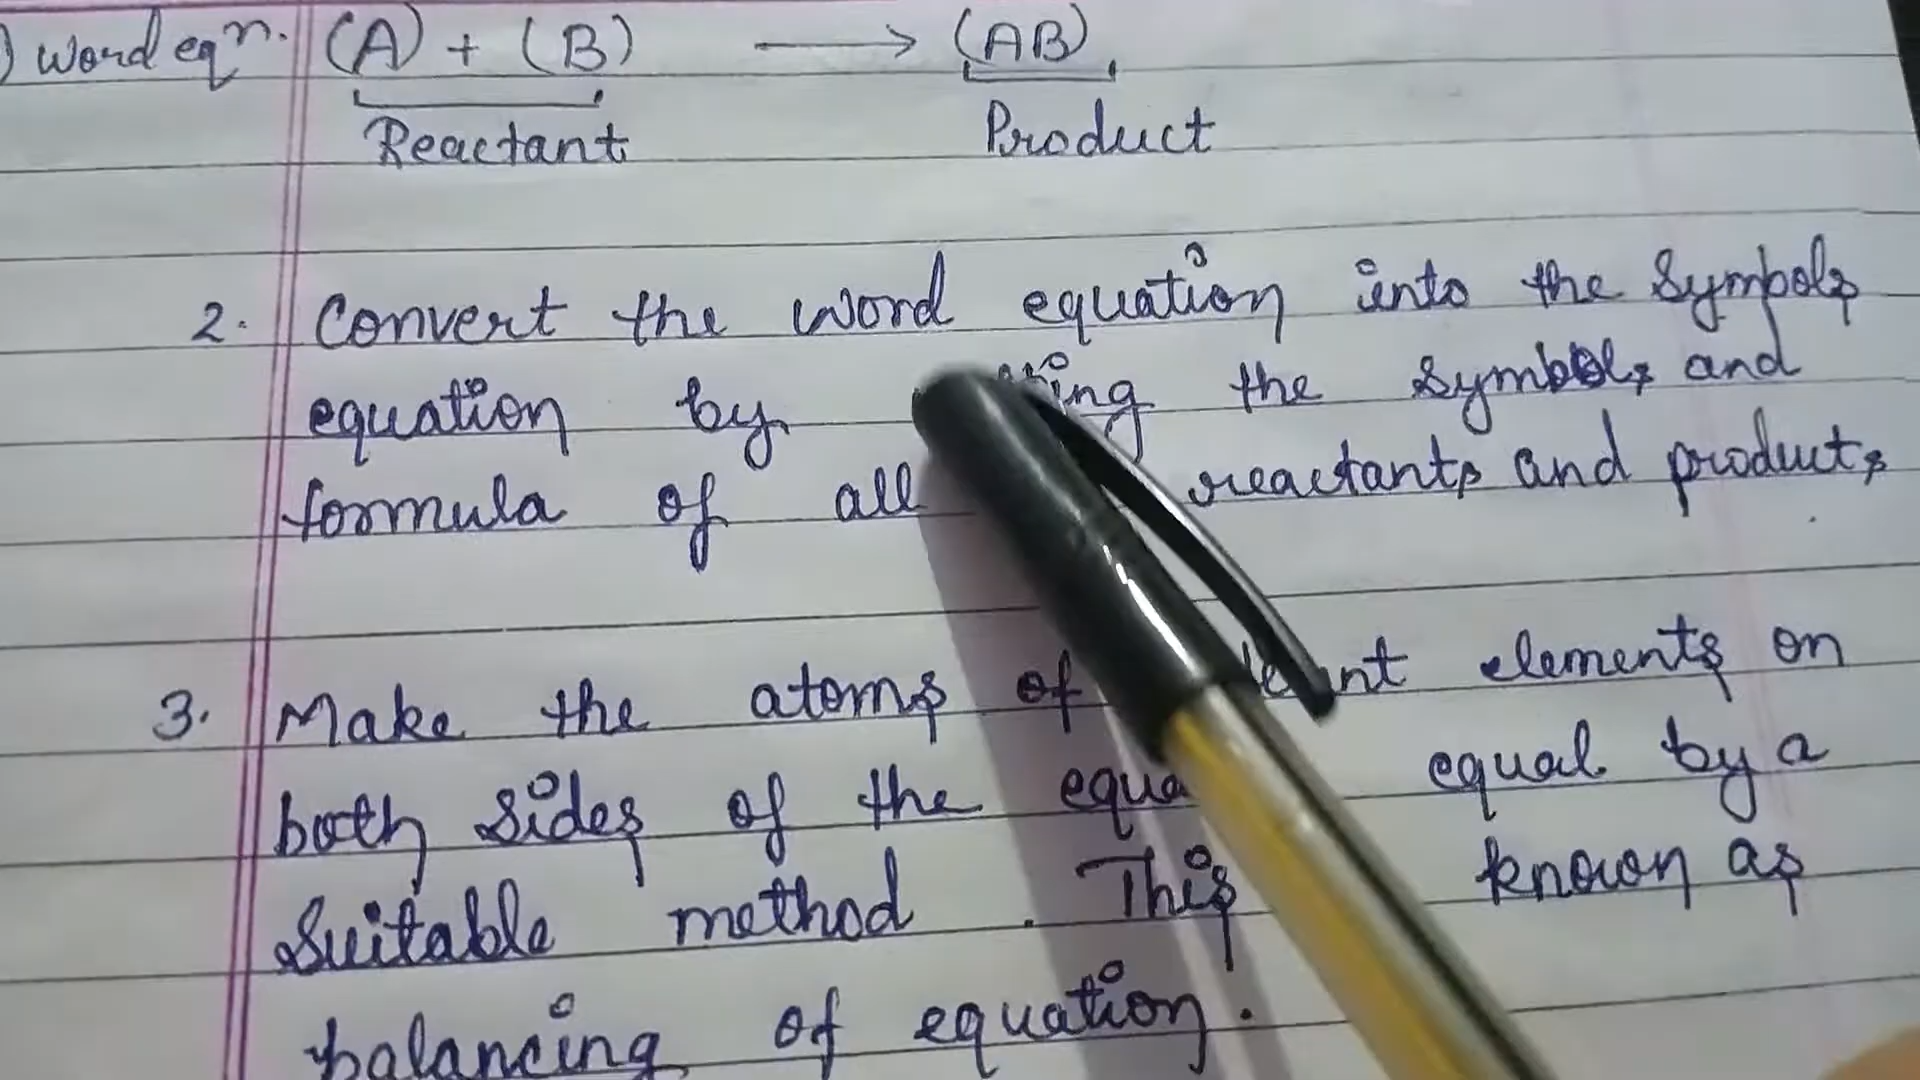 ) Word eqn. (A) + (B) ⟶ (AB)
Reactant Product
2. Convert the word equation into the Symbols
equation by the symbols and
formula of all reactants and products
3. Make the atoms of elements on
both sides of the equal by a
Suitable method. This known as
balancing of equation.